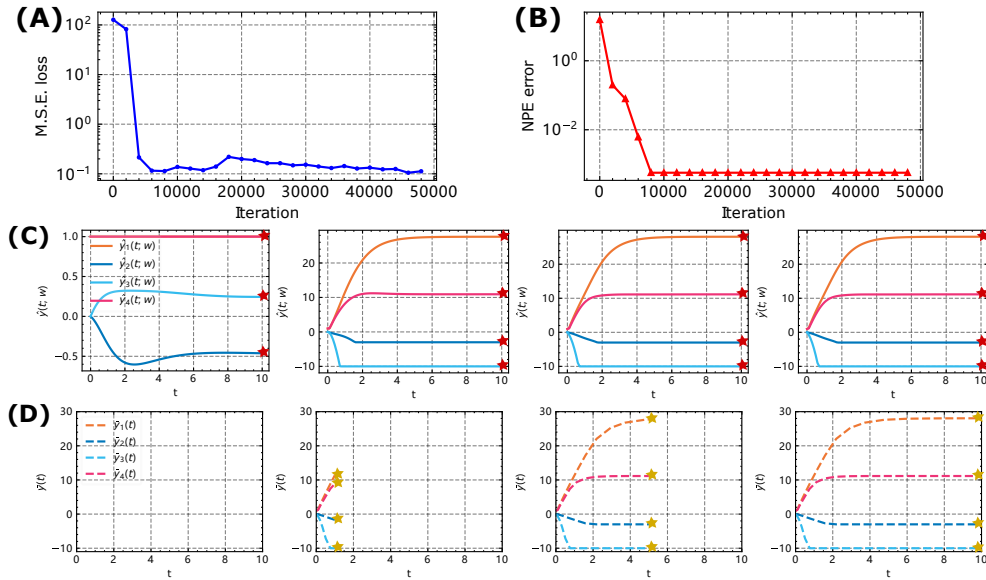 (A)
M.S.E. loss
10² 10¹ 10⁰ 10⁻¹
0 10000 20000 30000 40000 50000
Iteration
(B)
NPE error
10⁰ 10⁻²
0 10000 20000 30000 40000 50000
Iteration
(C)
ŷ(t; w)
1.0 0.5 0.0 −0.5
ŷ₁(t; w)
ŷ₂(t; w)
ŷ₃(t; w)
ŷ₄(t; w)
0 2 4 6 8 10
t
ŷ(t; w)
20 10 0 −10
0 2 4 6 8 10
t
ŷ(t; w)
20 10 0 −10
0 2 4 6 8 10
t
ŷ(t; w)
20 10 0 −10
0 2 4 6 8 10
t
(D)
ȳ(t)
30 20 10 0 −10
ȳ₁(t)
ȳ₂(t)
ȳ₃(t)
ȳ₄(t)
0 2 4 6 8 10
t
ȳ(t)
30 20 10 0 −10
0 2 4 6 8 10
t
ȳ(t)
30 20 10 0 −10
0 2 4 6 8 10
t
ȳ(t)
30 20 10 0 −10
0 2 4 6 8 10
t